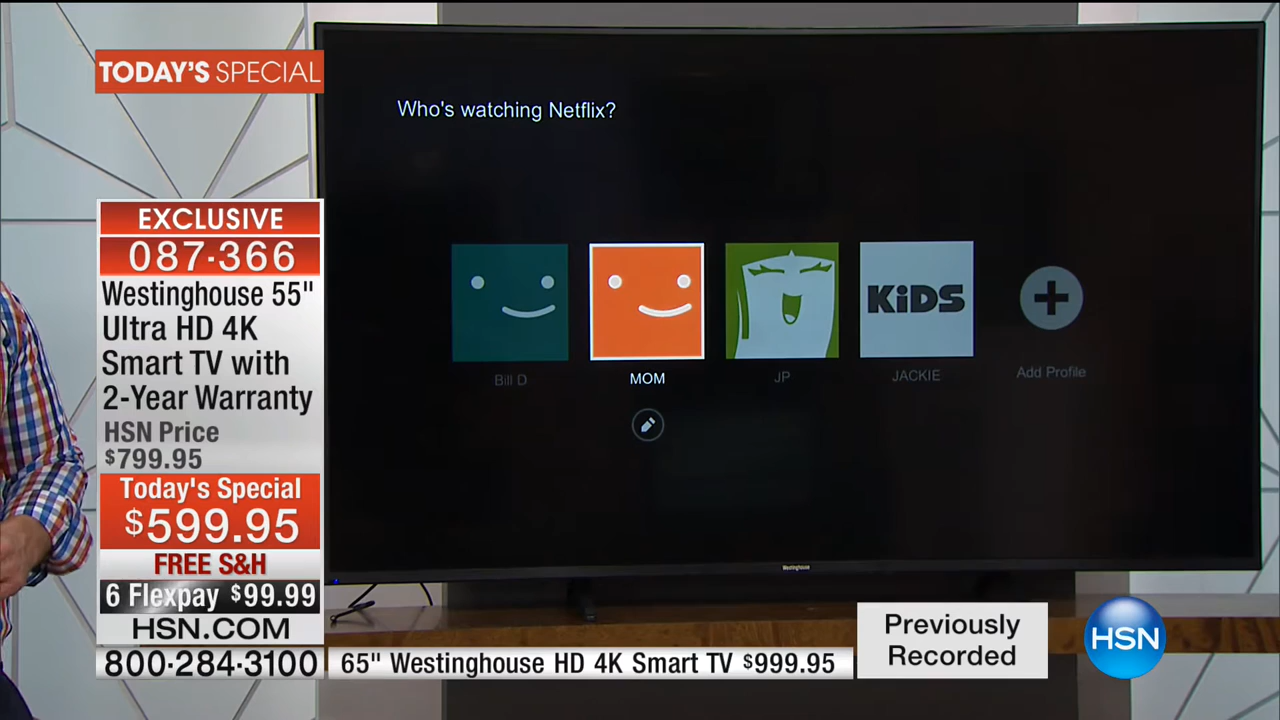 TODAY'S SPECIAL
Who's watching Netflix?
EXCLUSIVE
087-366
Westinghouse 55"
Ultra HD 4K
Smart TV with
2-Year Warranty
HSN Price
$799.95
Today's Special
$599.95
FREE S&H
6 Flexpay $99.99
HSN.COM
800-284-3100
KiDS
Bill D
MOM
JP
JACKIE
Add Profile
Westinghouse
65" Westinghouse HD 4K Smart TV $999.95
Previously
Recorded
HSN